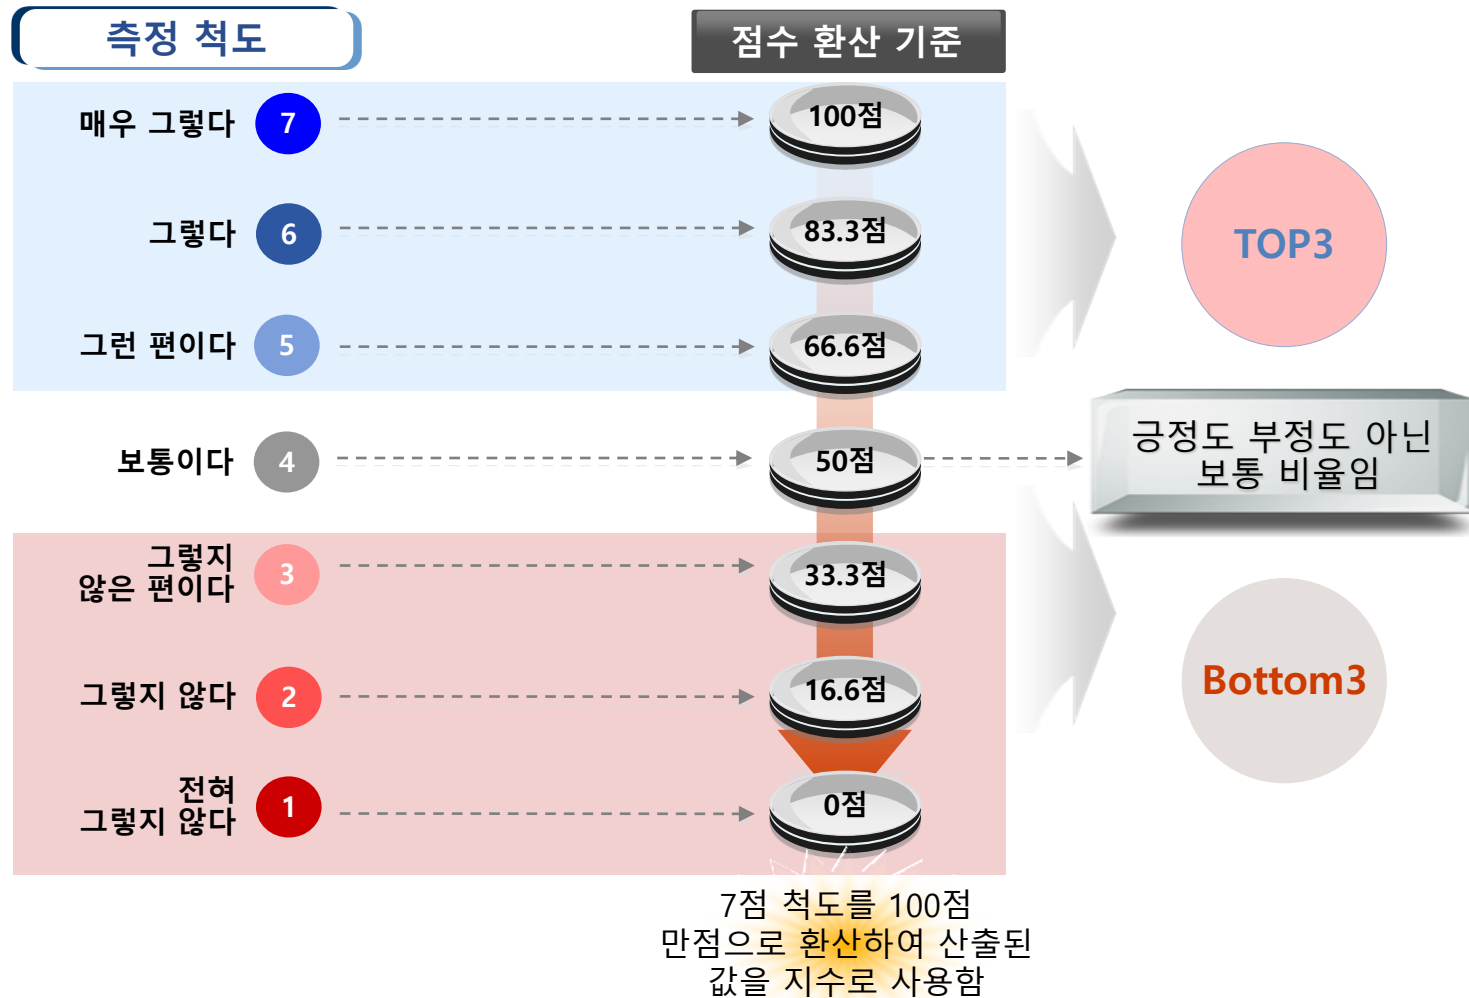 측정 척도
점수 환산 기준
매우 그렇다
7
100점
그렇다
6
83.3점
그런 편이다
5
66.6점
TOP3
보통이다
4
50점
긍정도 부정도 아닌
보통 비율임
그렇지
않은 편이다
3
33.3점
그렇지 않다
2
16.6점
Bottom3
전혀
그렇지 않다
1
0점
7점 척도를 100점
만점으로 환산하여 산출된
값을 지수로 사용함